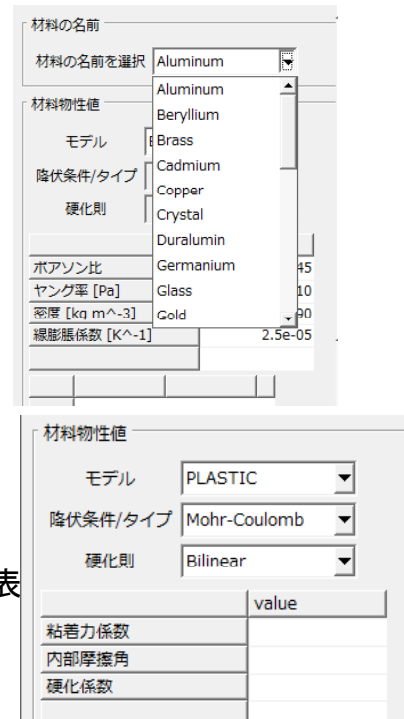 材料の名前
材料の名前を選択 Aluminum
Aluminum
Beryllium
Brass
Cadmium
Copper
Crystal
Duralumin
Germanium
Glass
Gold
材料物性値
モデル
降伏条件/タイプ
硬化則
ポアソン比 45
ヤング率 [Pa] 10
密度 [kg m^-3] 90
線膨脹係数 [K^-1] 2.5e-05
材料物性値
モデル PLASTIC
降伏条件/タイプ Mohr-Coulomb
硬化則 Bilinear
表
value
粘着力係数
内部摩擦角
硬化係数